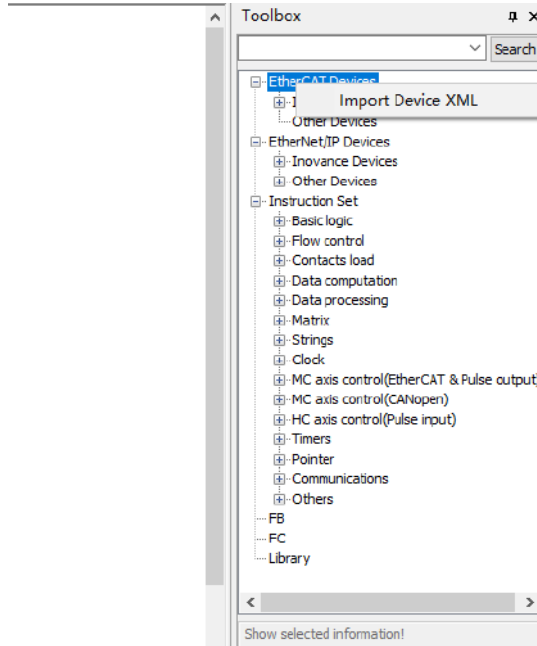 Toolbox
Search
EtherCAT Devices
Import Device XML
Other Devices
EtherNet/IP Devices
Inovance Devices
Other Devices
Instruction Set
Basic logic
Flow control
Contacts load
Data computation
Data processing
Matrix
Strings
Clock
MC axis control(EtherCAT & Pulse output)
MC axis control(CANopen)
HC axis control(Pulse input)
Timers
Pointer
Communications
Others
FB
FC
Library
Show selected information!